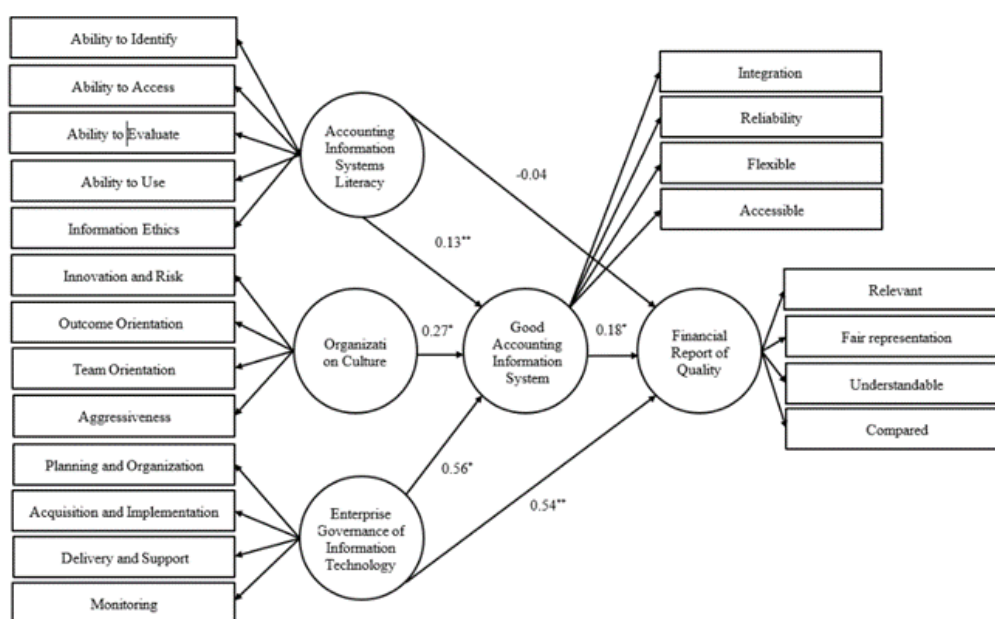 Ability to Identify
Ability to Access
Ability to Evaluate
Ability to Use
Information Ethics
Innovation and Risk
Outcome Orientation
Team Orientation
Aggressiveness
Planning and Organization
Acquisition and Implementation
Delivery and Support
Monitoring
Accounting
Information
Systems
Literacy
Organizati
on Culture
Enterprise
Governance of
Information
Technology
-0.04
0.13**
0.27*
0.56*
0.54**
Good
Accounting
Information
System
0.18*
Financial
Report of
Quality
Integration
Reliability
Flexible
Accessible
Relevant
Fair representation
Understandable
Compared